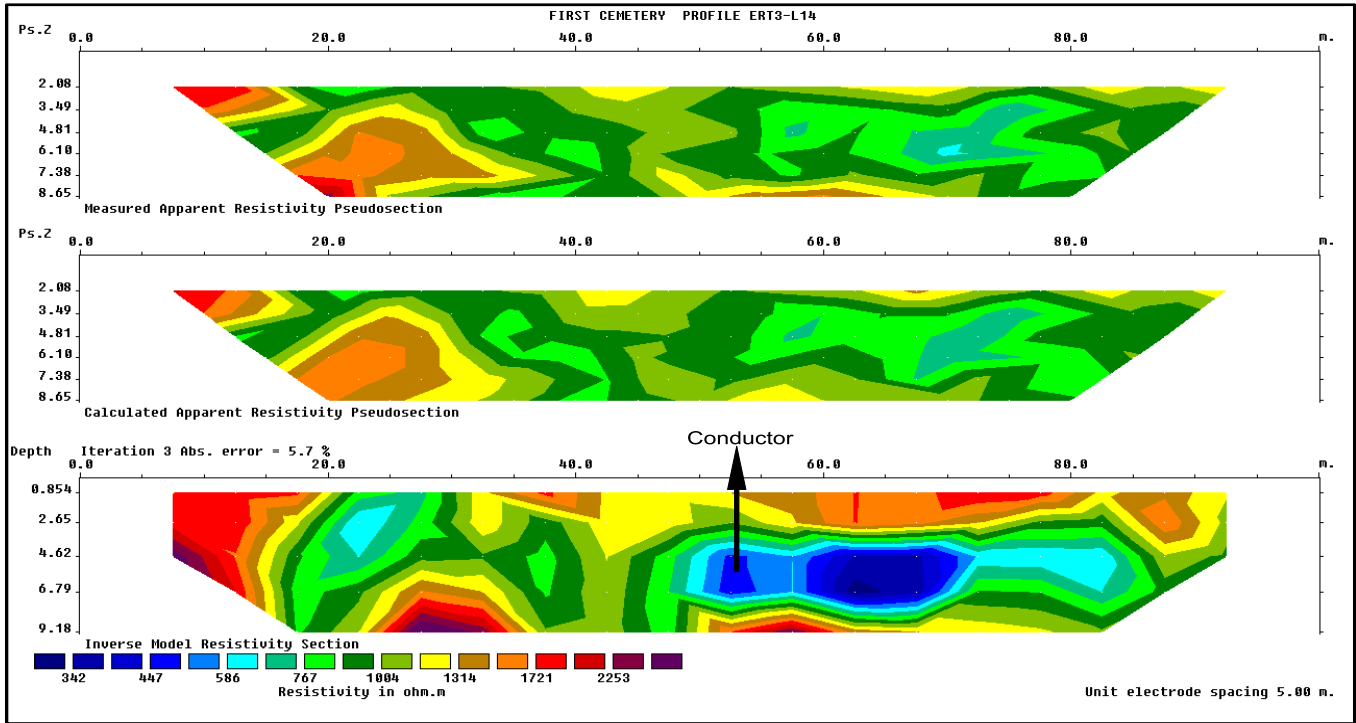 FIRST CEMETERY PROFILE ERT3-L14
Ps.Z 0.0 20.0 40.0 60.0 80.0 m.
2.08
3.49
4.81
6.10
7.38
8.65
Measured Apparent Resistivity Pseudosection
Ps.Z 0.0 20.0 40.0 60.0 80.0 m.
2.08
3.49
4.81
6.10
7.38
8.65
Calculated Apparent Resistivity Pseudosection
Conductor
Depth Iteration 3 Abs. error = 5.7 %
0.0 20.0 40.0 60.0 80.0 m.
0.854
2.65
4.62
6.79
9.18
Inverse Model Resistivity Section
342 447 586 767 1004 1314 1721 2253
Resistivity in ohm.m Unit electrode spacing 5.00 m.